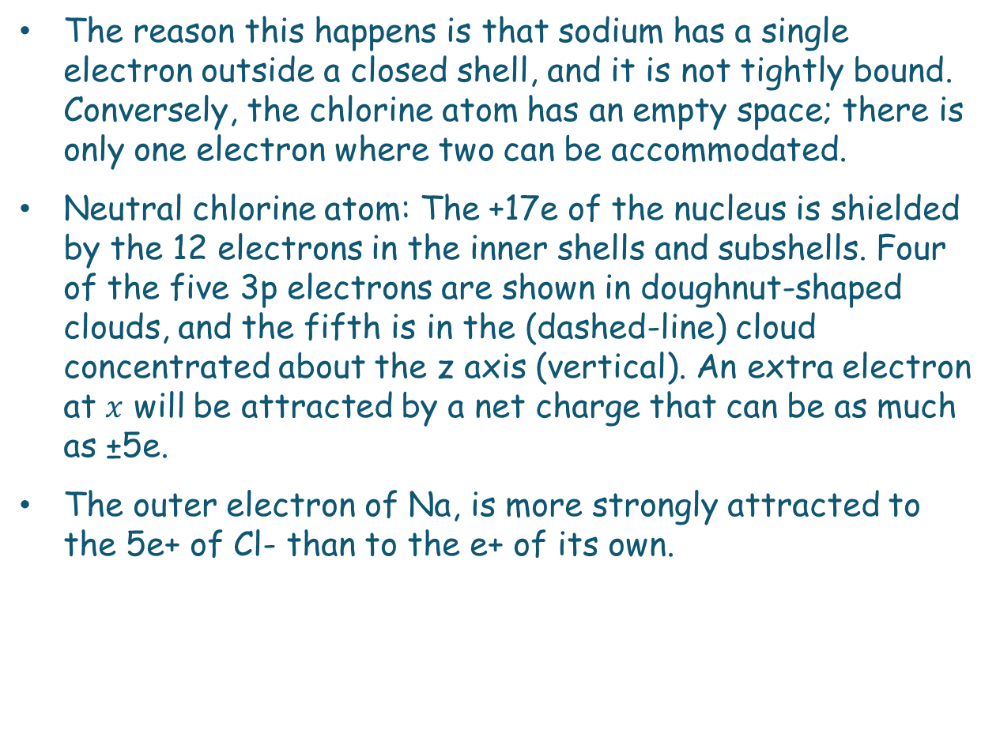 • The reason this happens is that sodium has a single
electron outside a closed shell, and it is not tightly bound.
Conversely, the chlorine atom has an empty space; there is
only one electron where two can be accommodated.
• Neutral chlorine atom: The +17e of the nucleus is shielded
by the 12 electrons in the inner shells and subshells. Four
of the five 3p electrons are shown in doughnut-shaped
clouds, and the fifth is in the (dashed-line) cloud
concentrated about the z axis (vertical). An extra electron
at 𝑥 will be attracted by a net charge that can be as much
as ±5e.
• The outer electron of Na, is more strongly attracted to
the 5e+ of Cl- than to the e+ of its own.